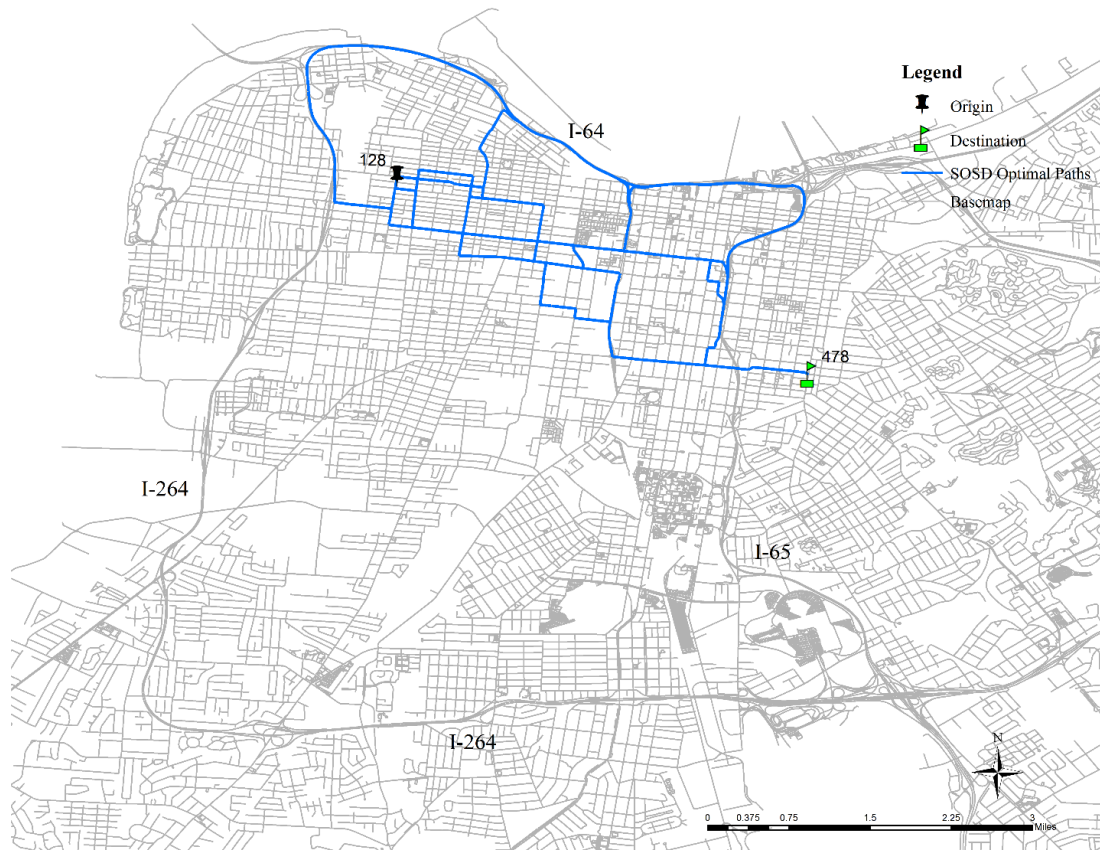 Legend
Origin
Destination
SOSD Optimal Paths
Basemap
I-64
128
478
I-264
I-65
I-264
N
0 0.375 0.75 1.5 2.25 3
Miles